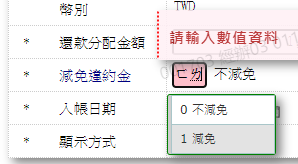 幣別 TWD
* 還款分配金額
請輸入數值資料
* 減免違約金 不減免
* 入帳日期
0 不減免
* 顯示方式
1 減免